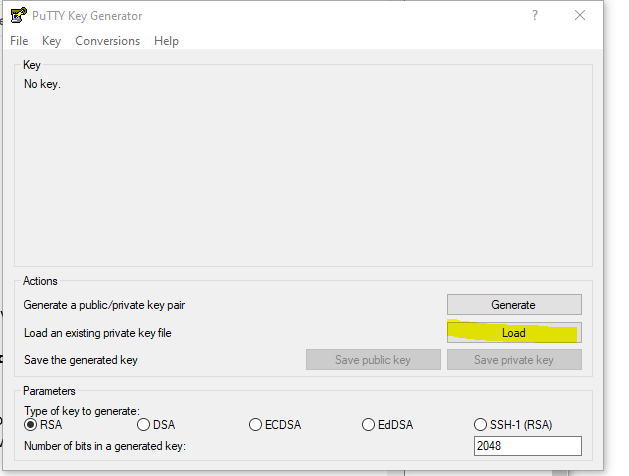 PuTTY Key Generator
?
File Key Conversions Help
Key
No key.
Actions
Generate a public/private key pair
Generate
Load an existing private key file
Load
Save the generated key
Save public key
Save private key
Parameters
Type of key to generate:
RSA DSA ECDSA EdDSA SSH-1 (RSA)
Number of bits in a generated key:
2048